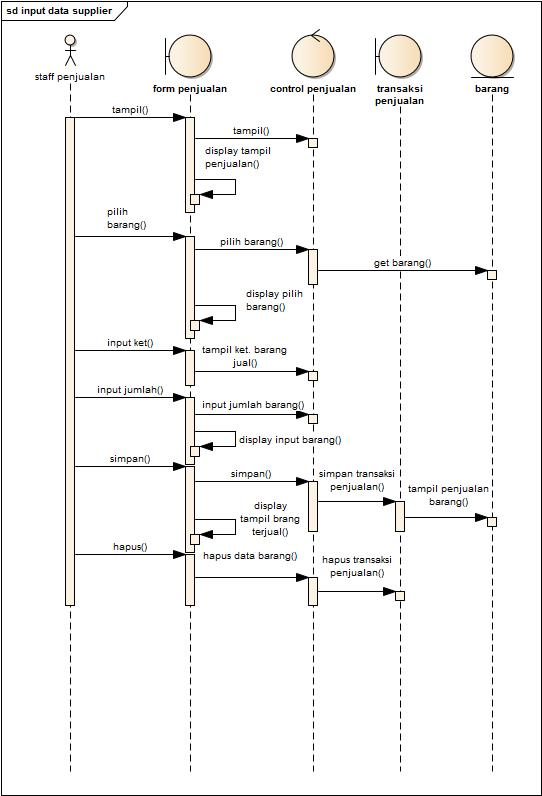 sd input data supplier
staff penjualan
form penjualan
control penjualan
transaksi
penjualan
barang
tampil()
tampil()
display tampil
penjualan()
pilih
barang()
pilih barang()
get barang()
display pilih
barang()
input ket()
tampil ket. barang
jual()
input jumlah()
input jumlah barang()
display input barang()
simpan()
simpan()
simpan transaksi
penjualan()
tampil penjualan
barang()
display
tampil brang
terjual()
hapus()
hapus data barang()
hapus transaksi
penjualan()